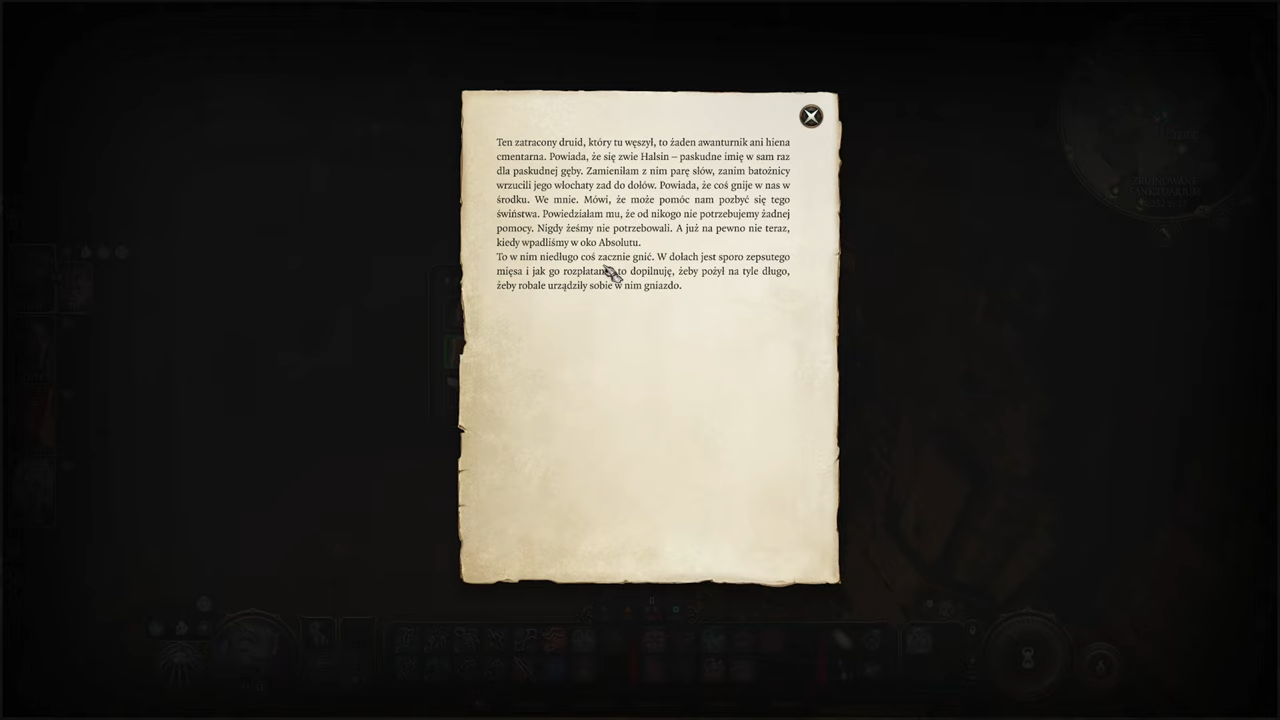 Ten zatracony druid, który tu węszył, to żaden awanturnik ani hiena
cmentarna. Powiada, że się zwie Halsin – paskudne imię w sam raz
dla paskudnej gęby. Zamieniłam z nim parę słów, zanim batożnicy
wrzucili jego włochaty zad do dołów. Powiada, że coś gnije w nas w
środku. We mnie. Mówi, że może pomóc nam pozbyć się tego
świństwa. Powiedziałam mu, że od nikogo nie potrzebujemy żadnej
pomocy. Nigdy żeśmy nie potrzebowali. A już na pewno nie teraz,
kiedy wpadliśmy w oko Absolutu.
To w nim niedługo coś zacznie gnić. W dołach jest sporo zepsutego
mięsa i jak go rozpłatam, to dopilnuję, żeby pożył na tyle długo,
żeby robale urządziły sobie w nim gniazdo.